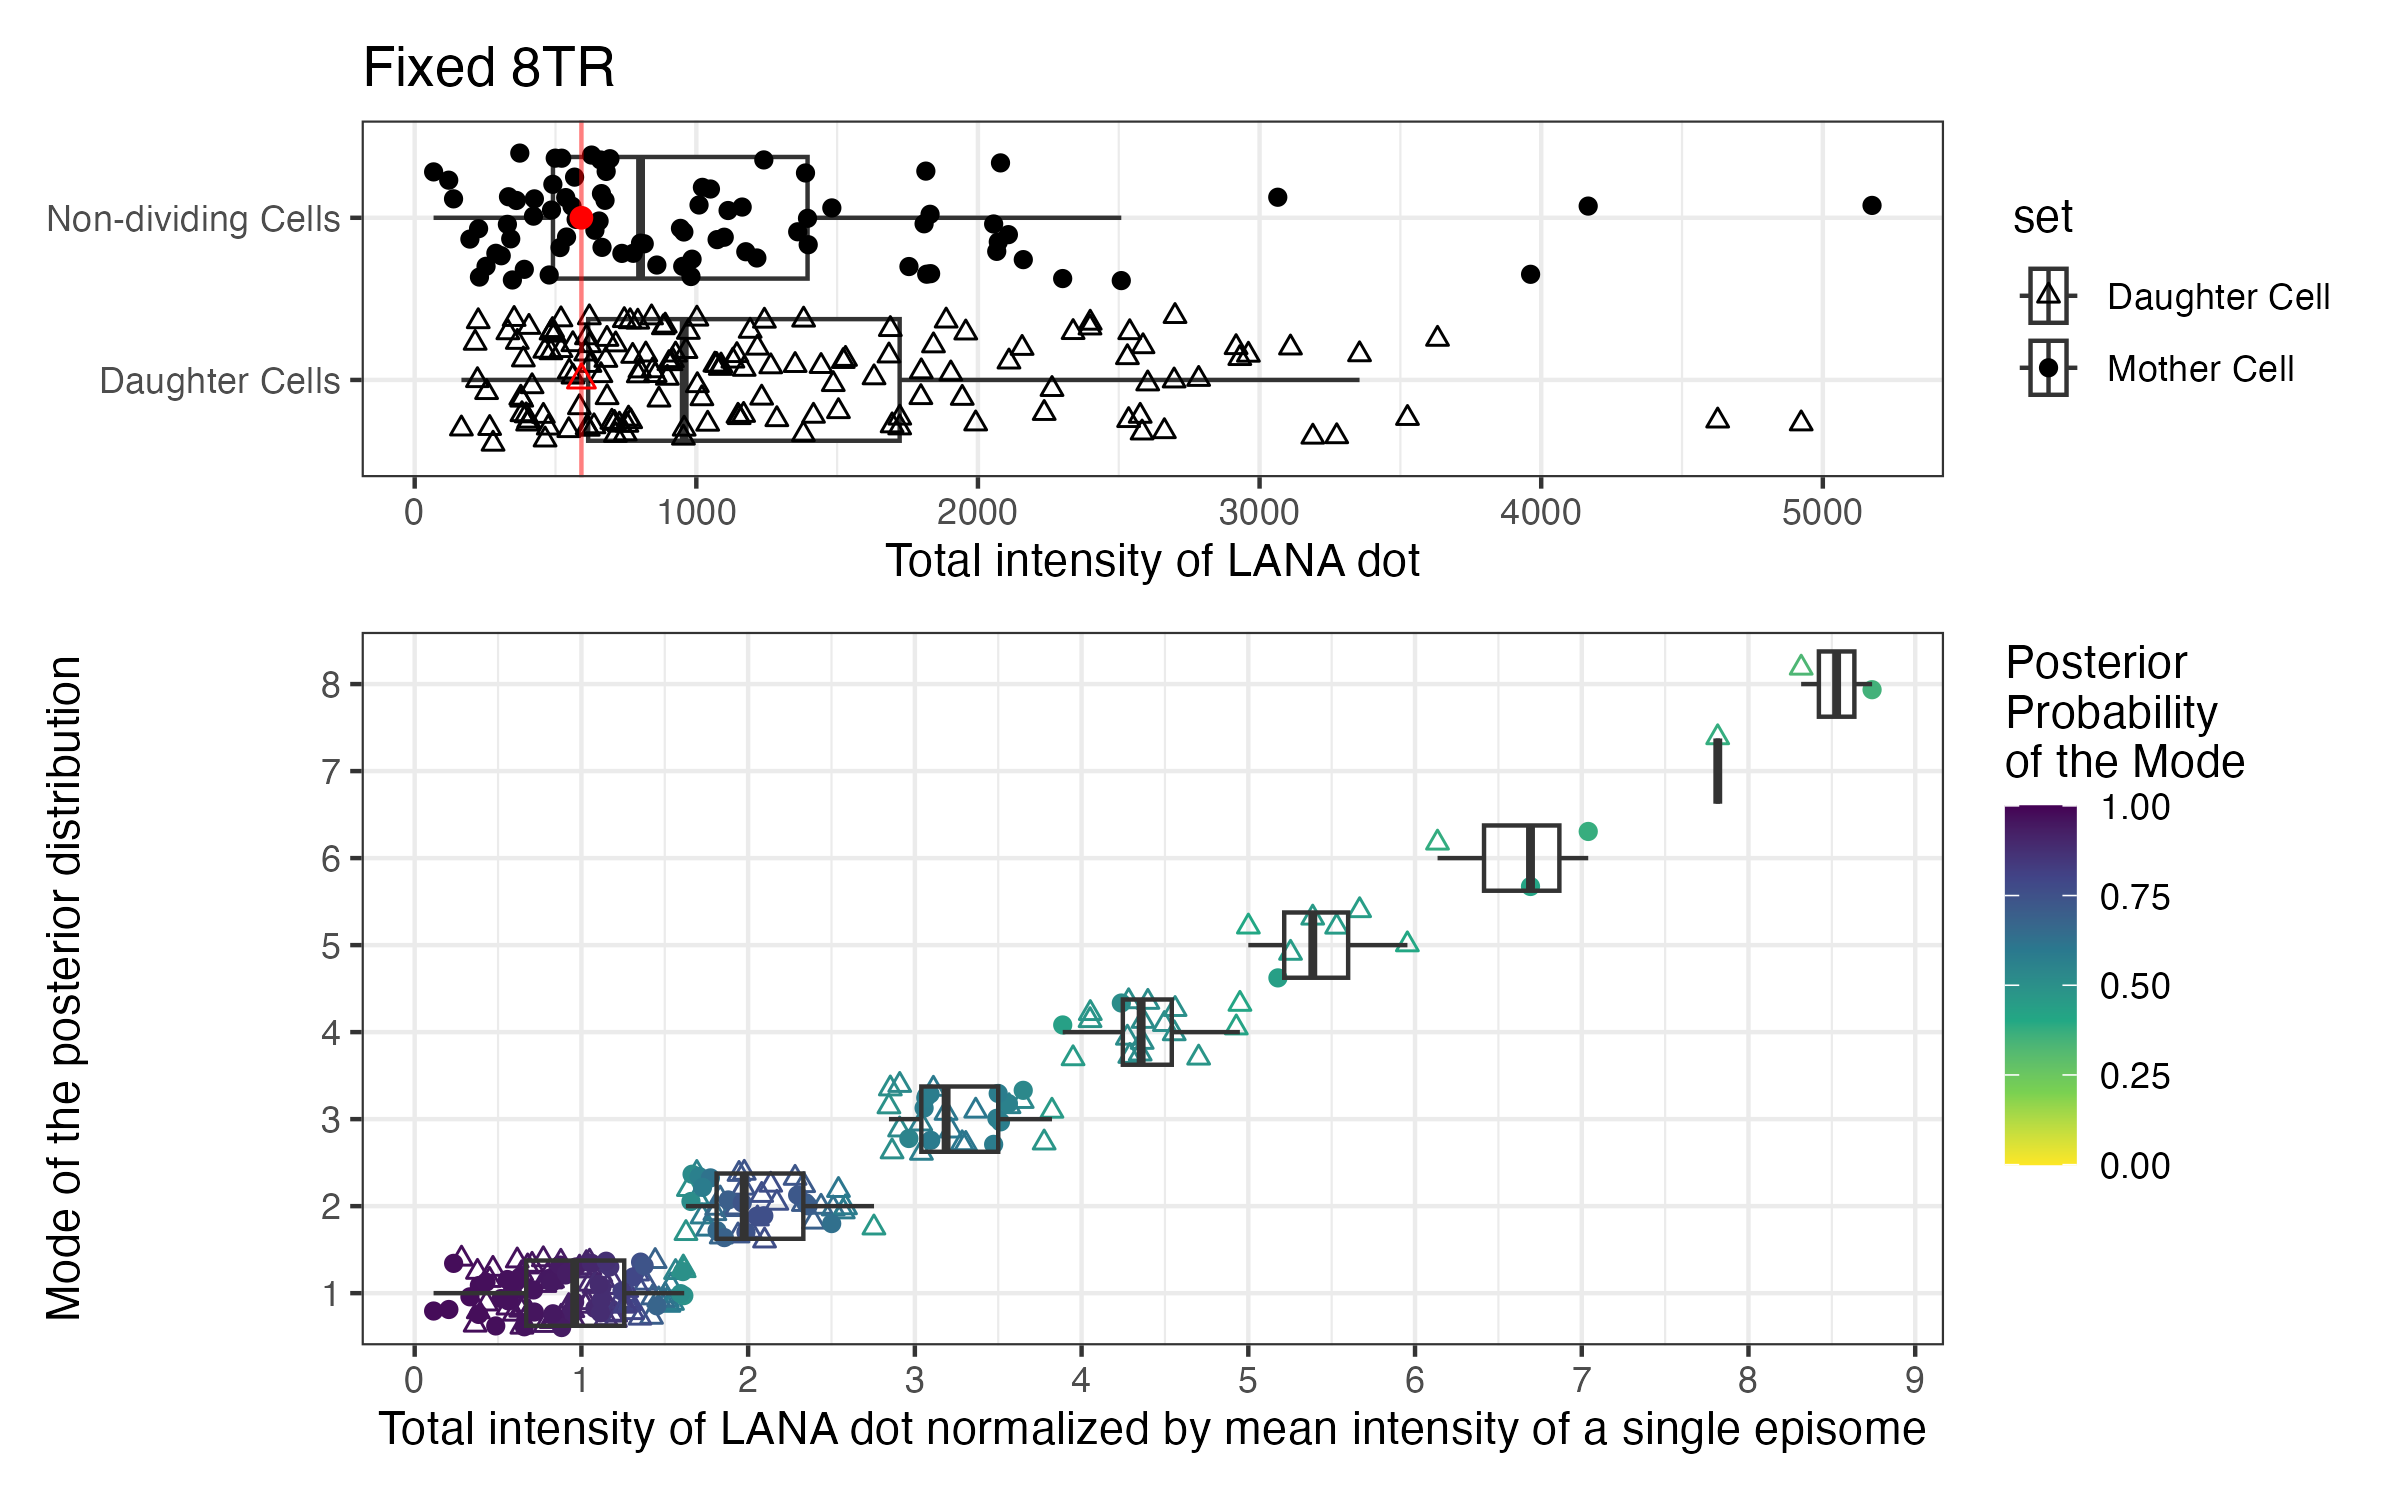 Fixed 8TR
Non-dividing Cells
Daughter Cells
0 1000 2000 3000 4000 5000
Total intensity of LANA dot
set
Daughter Cell
Mother Cell
Mode of the posterior distribution
8
7
6
5
4
3
2
1
0 1 2 3 4 5 6 7 8 9
Total intensity of LANA dot normalized by mean intensity of a single episome
Posterior
Probability
of the Mode
1.00
0.75
0.50
0.25
0.00